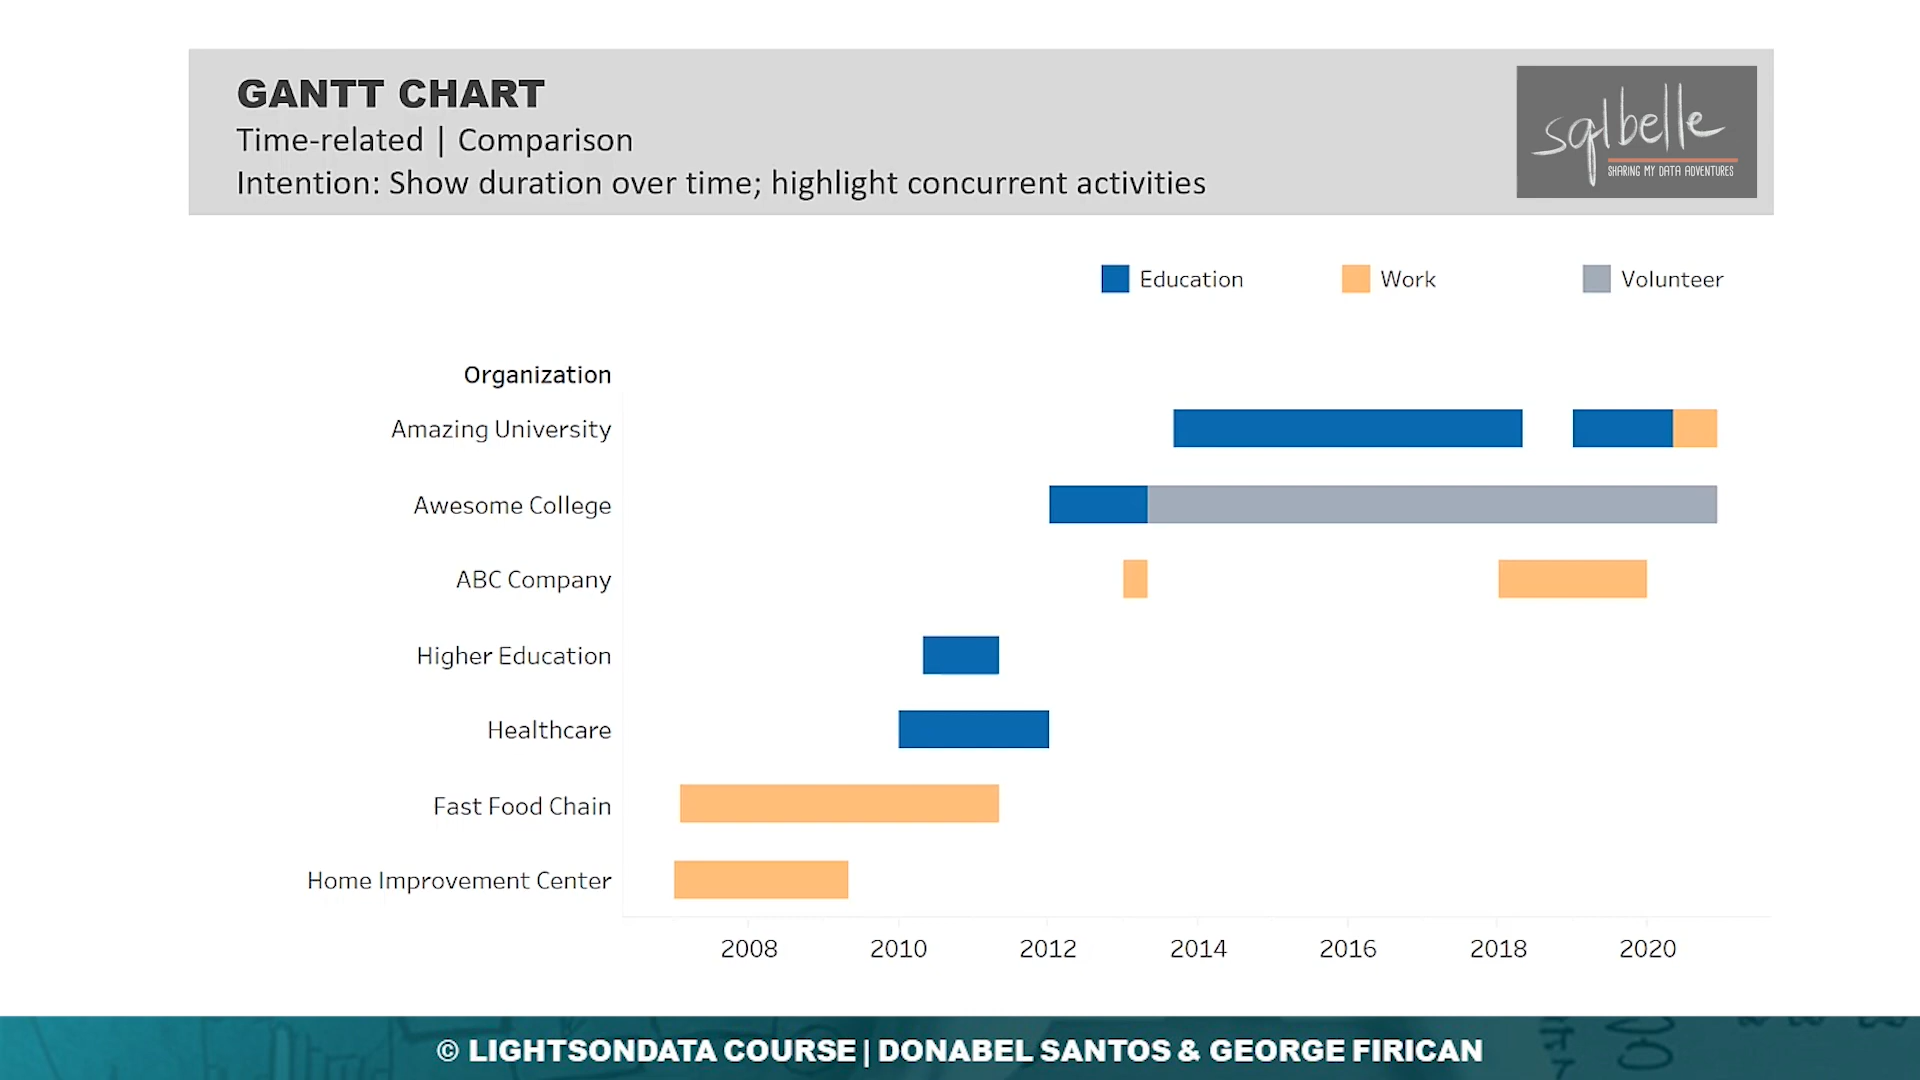 GANTT CHART
Time-related | Comparison
Intention: Show duration over time; highlight concurrent activities
sqlbelle
SHARING MY DATA ADVENTURES
Education
Work
Volunteer
Organization
Amazing University
Awesome College
ABC Company
Higher Education
Healthcare
Fast Food Chain
Home Improvement Center
2008 2010 2012 2014 2016 2018 2020
© LIGHTSONDATA COURSE | DONABEL SANTOS & GEORGE FIRICAN